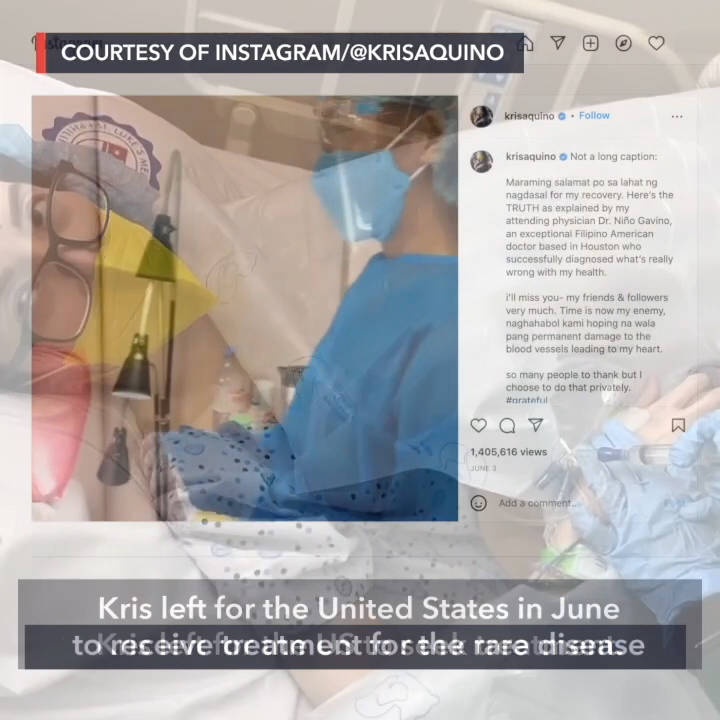 COURTESY OF INSTAGRAM/@KRISAQUINO
krisaquino • Follow
krisaquino Not a long caption:
Maraming salamat po sa lahat ng
nagdasal for my recovery. Here's the
TRUTH as explained by my
attending physician Dr. Niño Gavino,
an exceptional Filipino American
doctor based in Houston who
successfully diagnosed what's really
wrong with my health.
i'll miss you- my friends & followers
very much. Time is now my enemy,
naghahabol kami hoping na wala
pang permanent damage to the
blood vessels leading to my heart.
so many people to thank but I
choose to do that privately.
#grateful
1,405,616 views
JUNE 3
Add a comment...
Kris left for the United States in June
to receive treatment for the rare disease